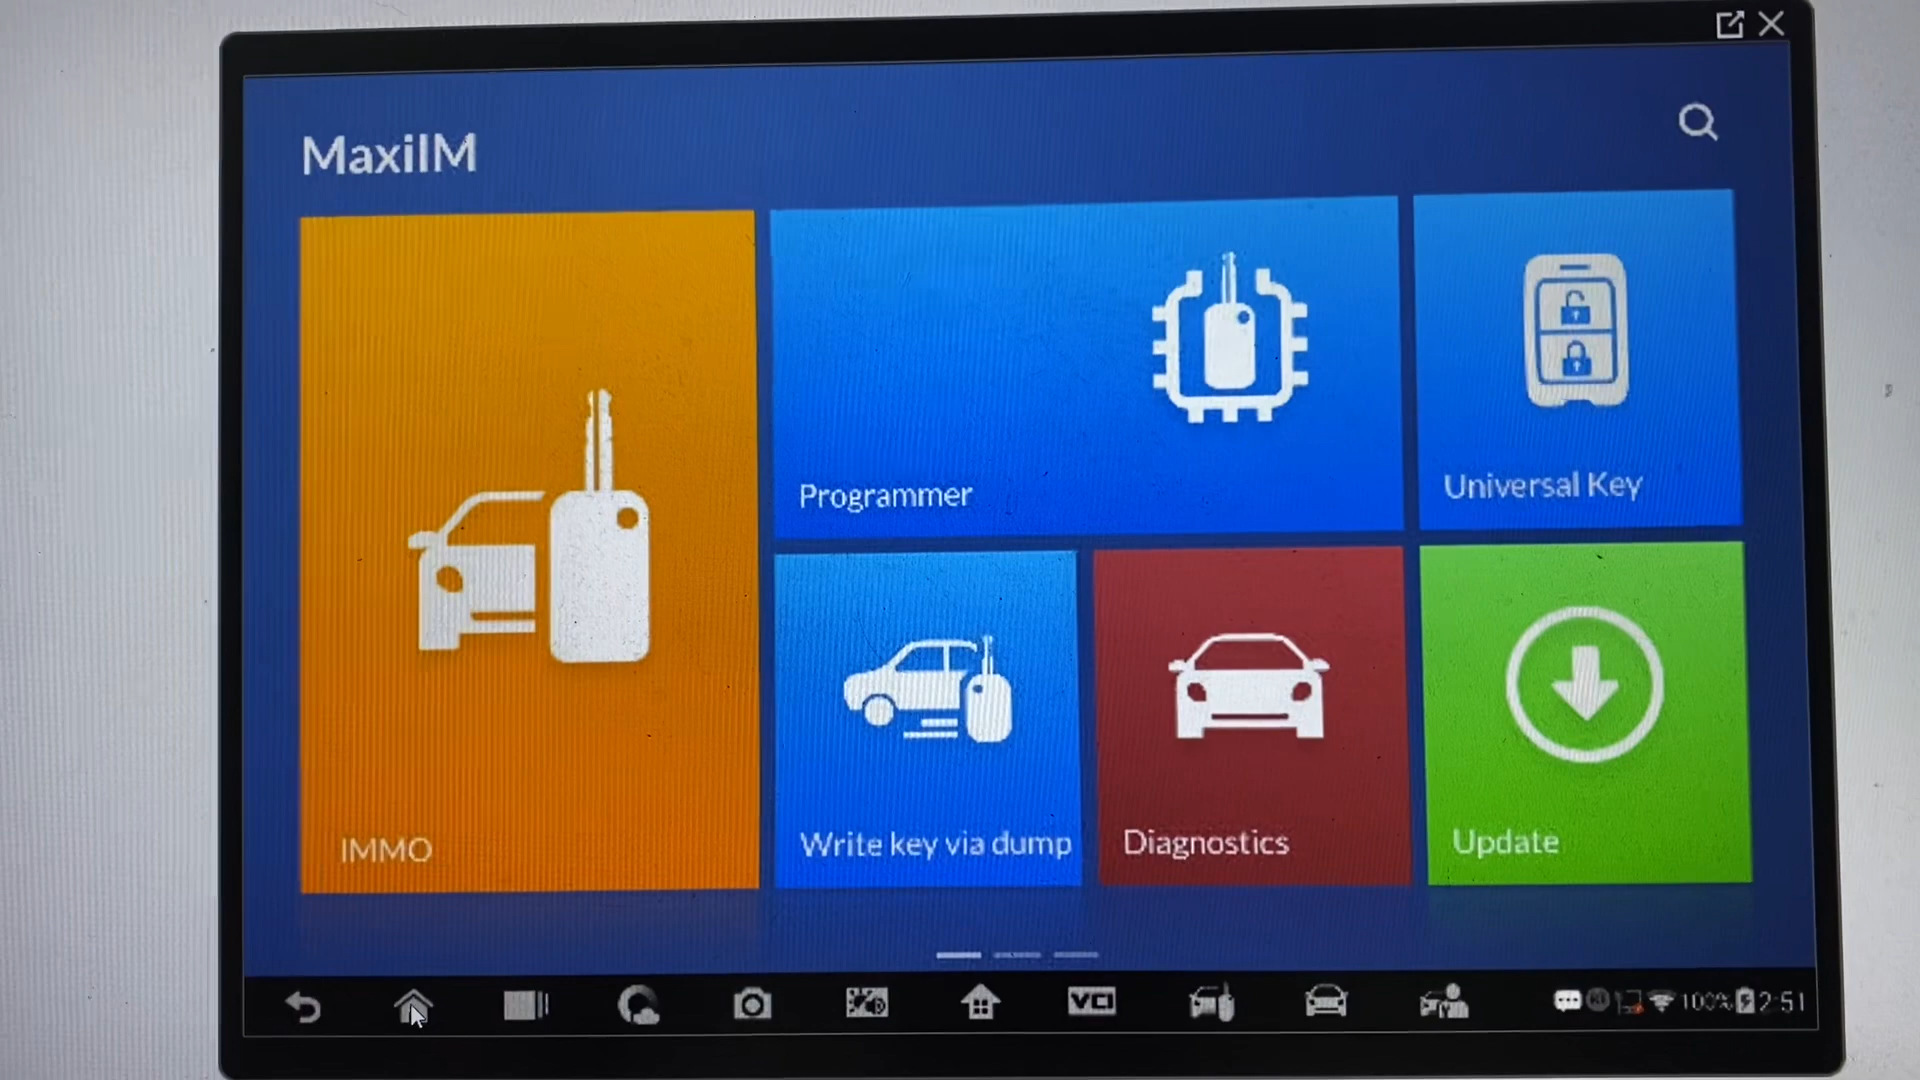 MaxiIM
IMMO
Programmer
Universal Key
Write key via dump
Diagnostics
Update
VCI
100%
2:51